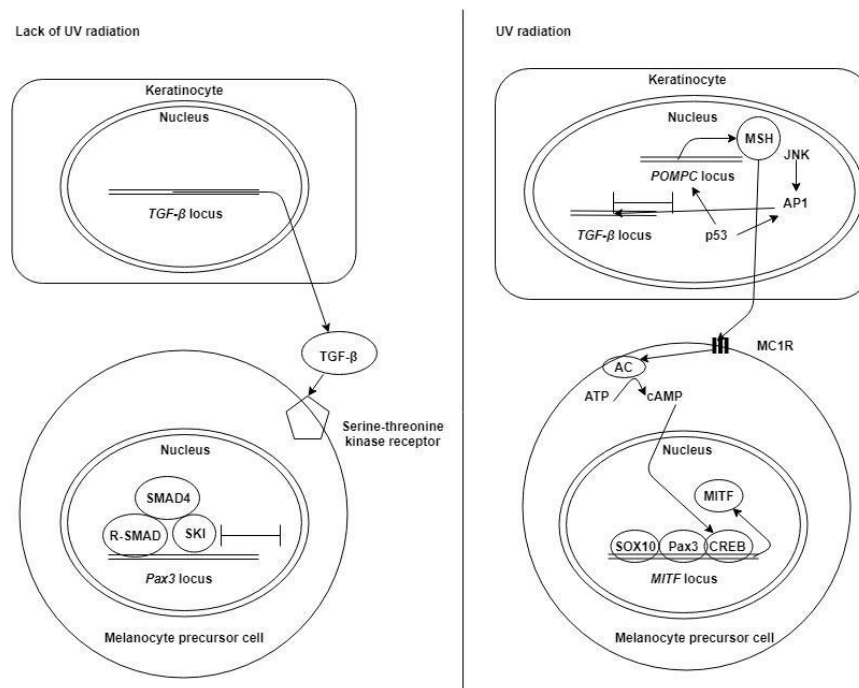 Lack of UV radiation
Keratinocyte
Nucleus
TGF-β locus
TGF-β
Serine-threonine
kinase receptor
Nucleus
SMAD4
R-SMAD
SKI
Pax3 locus
Melanocyte precursor cell
UV radiation
Keratinocyte
Nucleus
MSH
JNK
POMPC locus
AP1
TGF-β locus
p53
MC1R
AC
ATP
cAMP
Nucleus
MITF
SOX10
Pax3
CREB
MITF locus
Melanocyte precursor cell